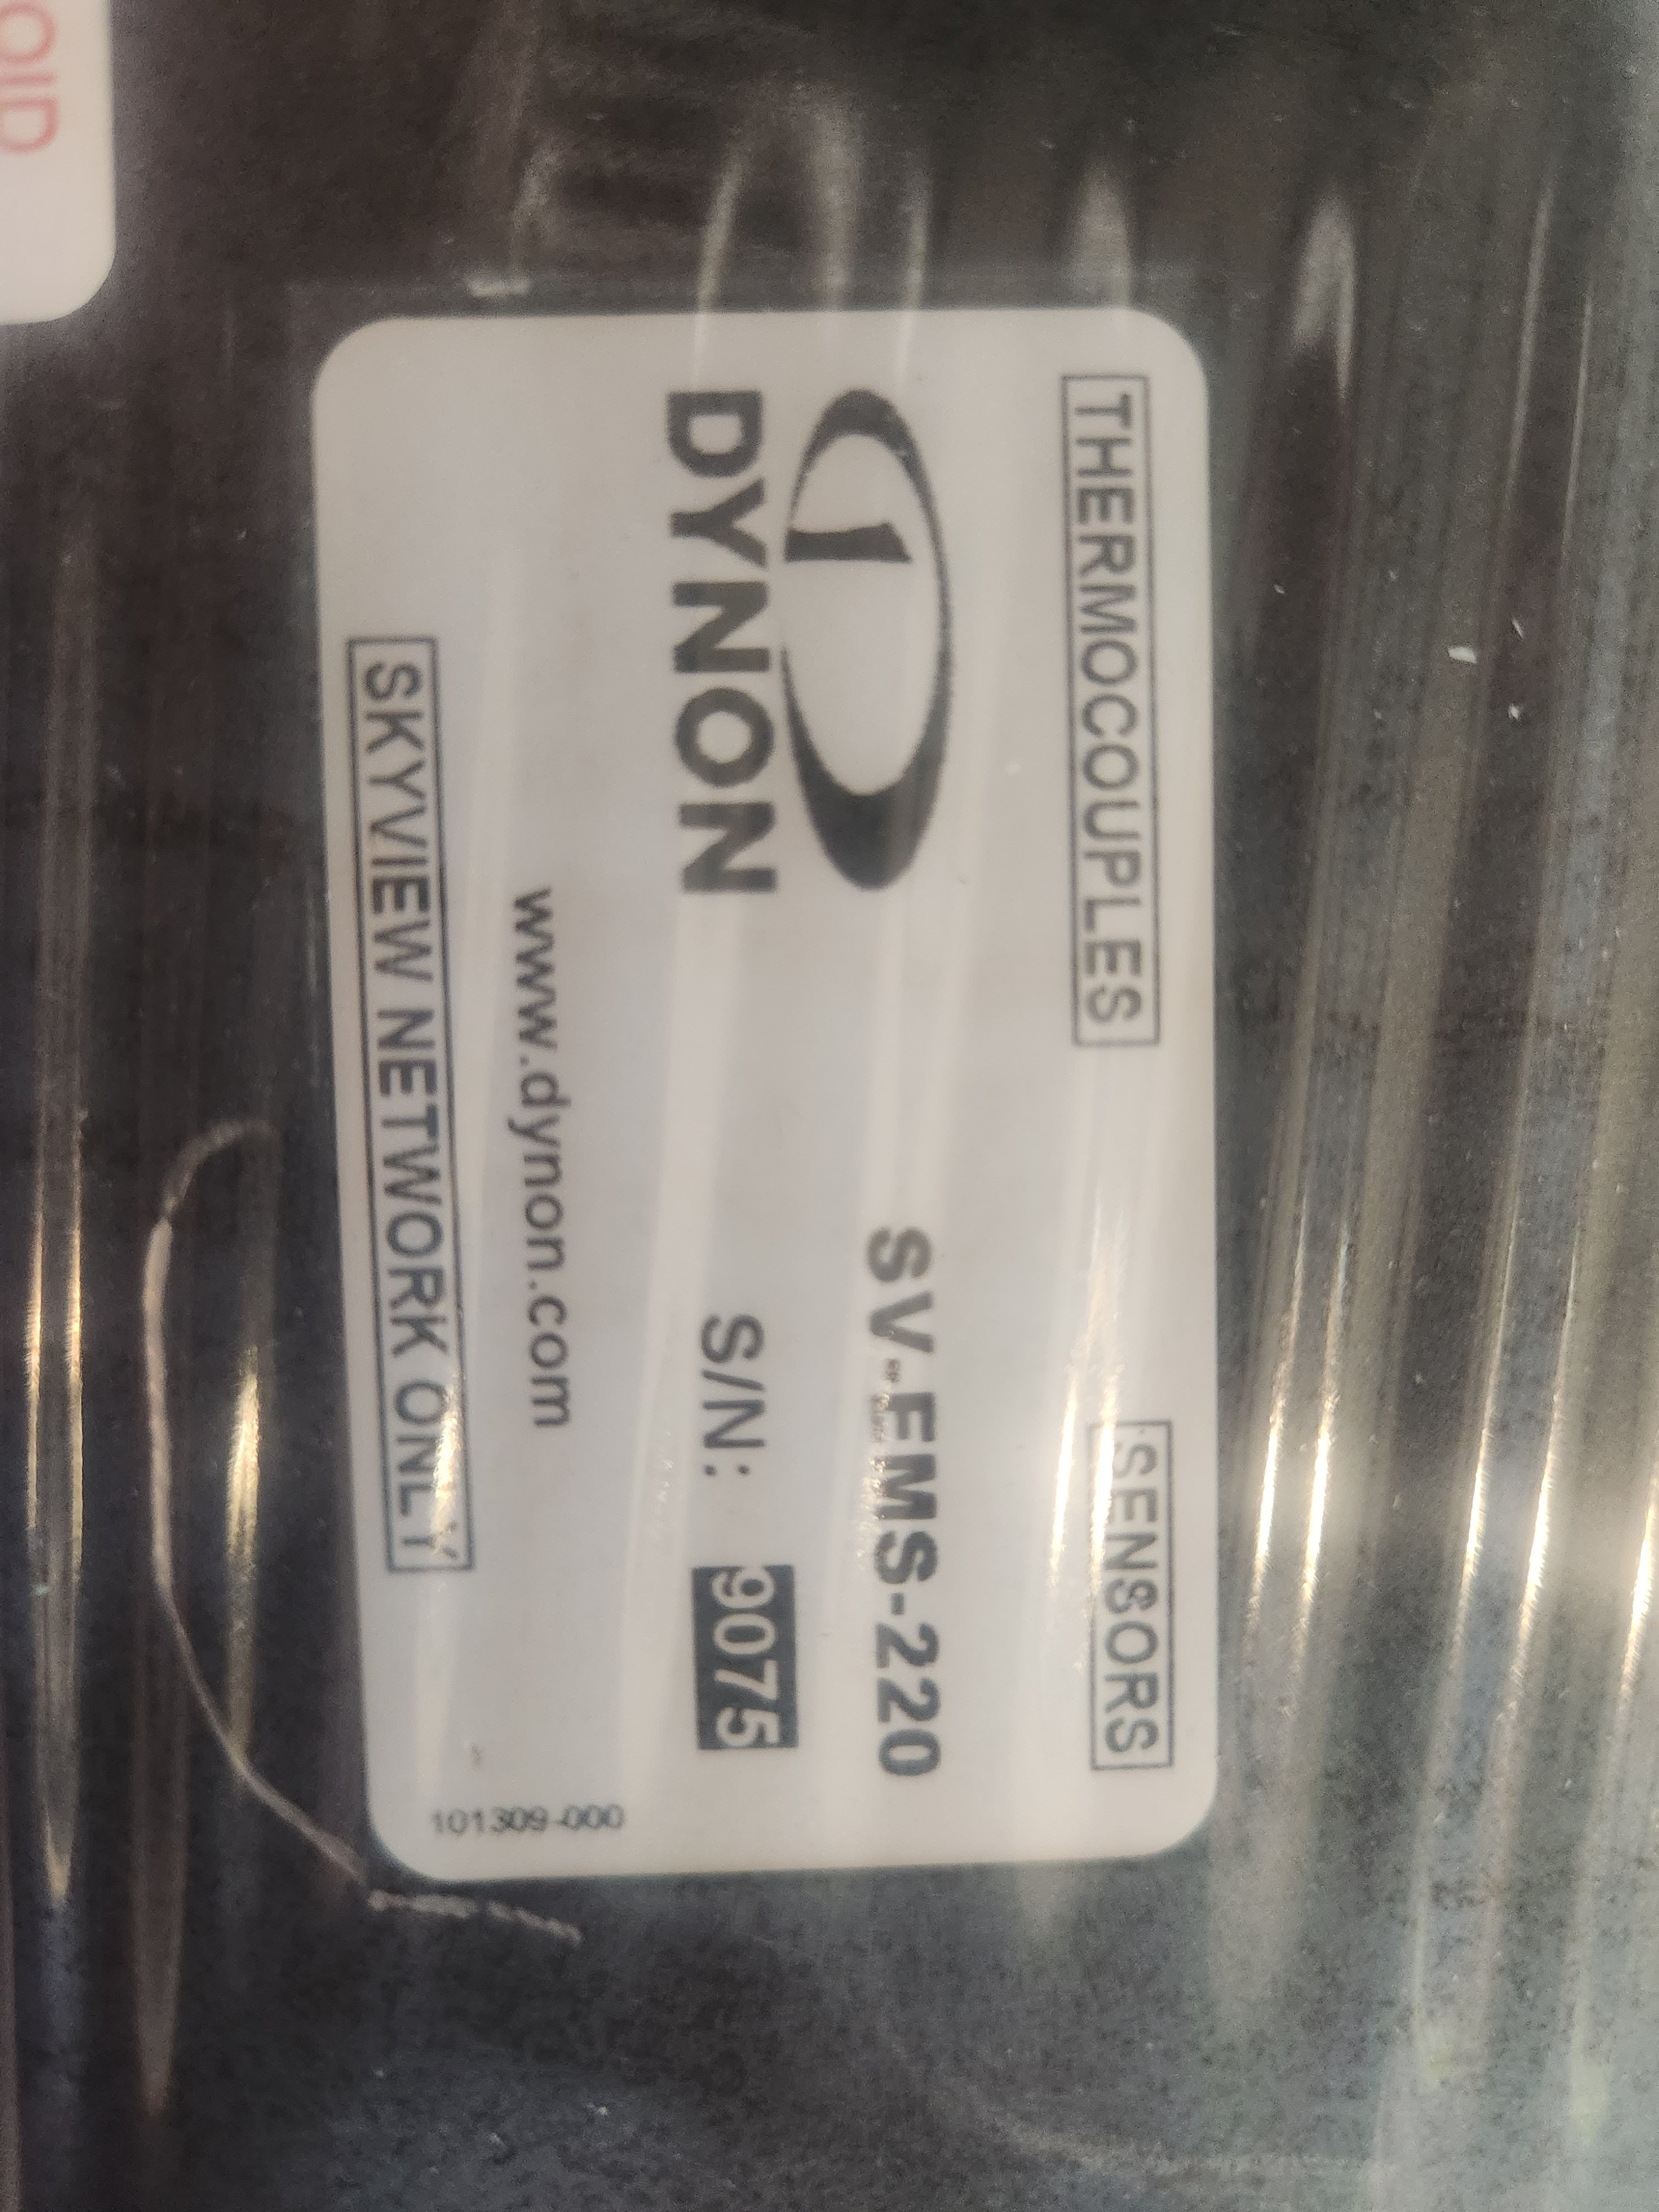 THERMOCOUPLES
SENSORS
DYNON
SV-EMS-220
S/N: 9075
www.dynon.com
SKYVIEW NETWORK ONLY
101309-000